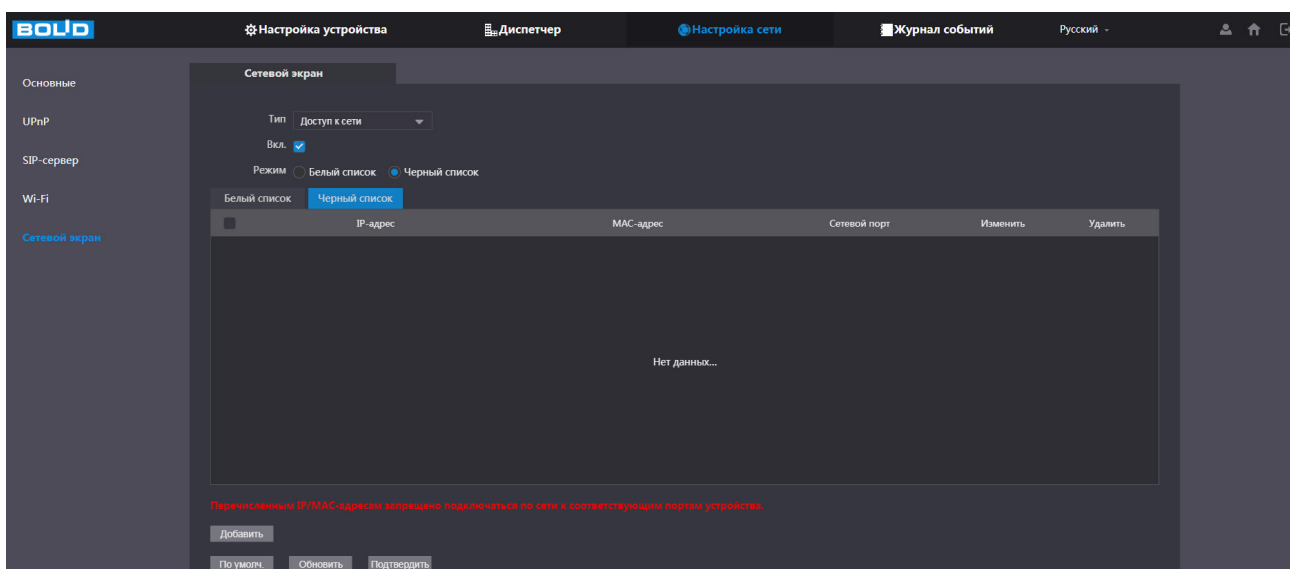 BOLID Настройка устройства Диспетчер Настройка сети Журнал событий Русский
Основные
UPnP
SIP-сервер
Wi-Fi
Сетевой экран
Сетевой экран
Тип Доступ к сети
Вкл.
Режим Белый список Черный список
Белый список Черный список
IP-адрес MAC-адрес Сетевой порт Изменить Удалить
Нет данных...
Перечисленным IP/MAC-адресам запрещено подключаться по сети к соответствующим портам устройства.
Добавить
По умолч. Обновить Подтвердить